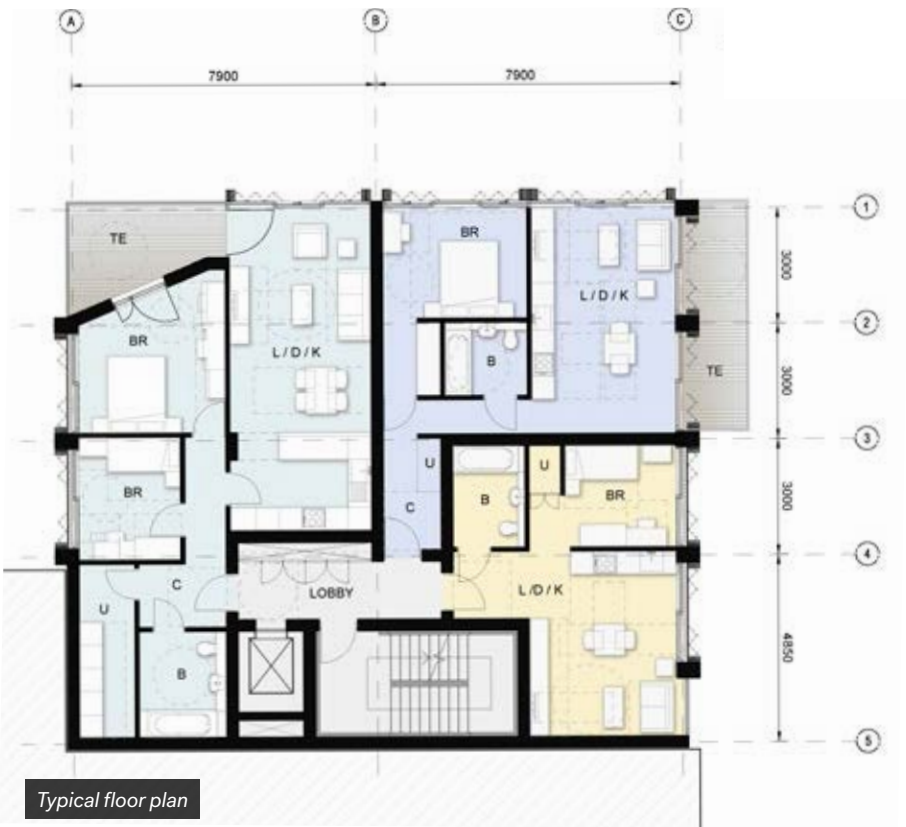 A B C
7900 7900
1
TE BR
3000
L / D / K
2
BR
L / D / K B
TE
3000
3
U
BR
B U BR
C
3000
4
C
LOBBY
L / D / K
U
B
4850
5
Typical floor plan